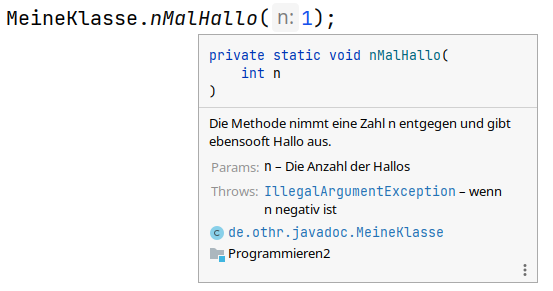 MeineKlasse.nMalHallo( n: 1);
private static void nMalHallo(
int n
)
Die Methode nimmt eine Zahl n entgegen und gibt
ebensooft Hallo aus.
Params: n – Die Anzahl der Hallos
Throws: IllegalArgumentException – wenn
n negativ ist
C de.othr.javadoc.MeineKlasse
Programmieren2